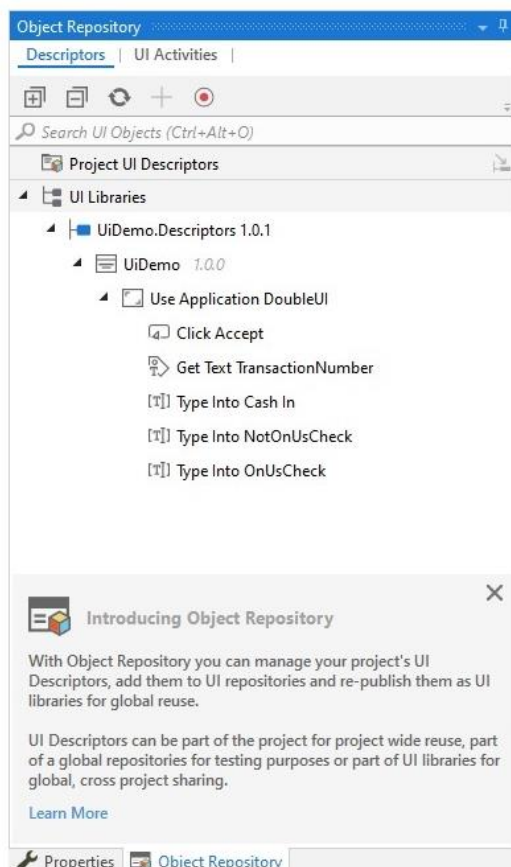 Object Repository
Descriptors | UI Activities |
Search UI Objects (Ctrl+Alt+O)
Project UI Descriptors
UI Libraries
UiDemo.Descriptors 1.0.1
UiDemo 1.0.0
Use Application DoubleUI
Click Accept
Get Text TransactionNumber
[T] Type Into Cash In
[T] Type Into NotOnUsCheck
[T] Type Into OnUsCheck
Introducing Object Repository
With Object Repository you can manage your project's UI
Descriptors, add them to UI repositories and re-publish them as UI
libraries for global reuse.
UI Descriptors can be part of the project for project wide reuse, part
of a global repositories for testing purposes or part of UI libraries for
global, cross project sharing.
Learn More
Properties Object Repository